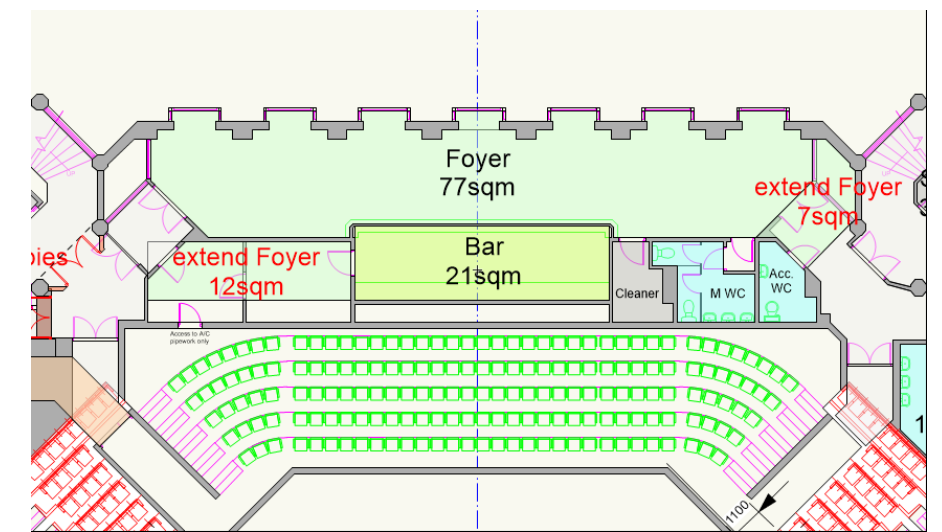 Foyer
77sqm
extend Foyer
7sqm
extend Foyer
12sqm
Bar
21sqm
Cleaner
M WC
Acc.
WC
Access to A/C
pipework only
1100